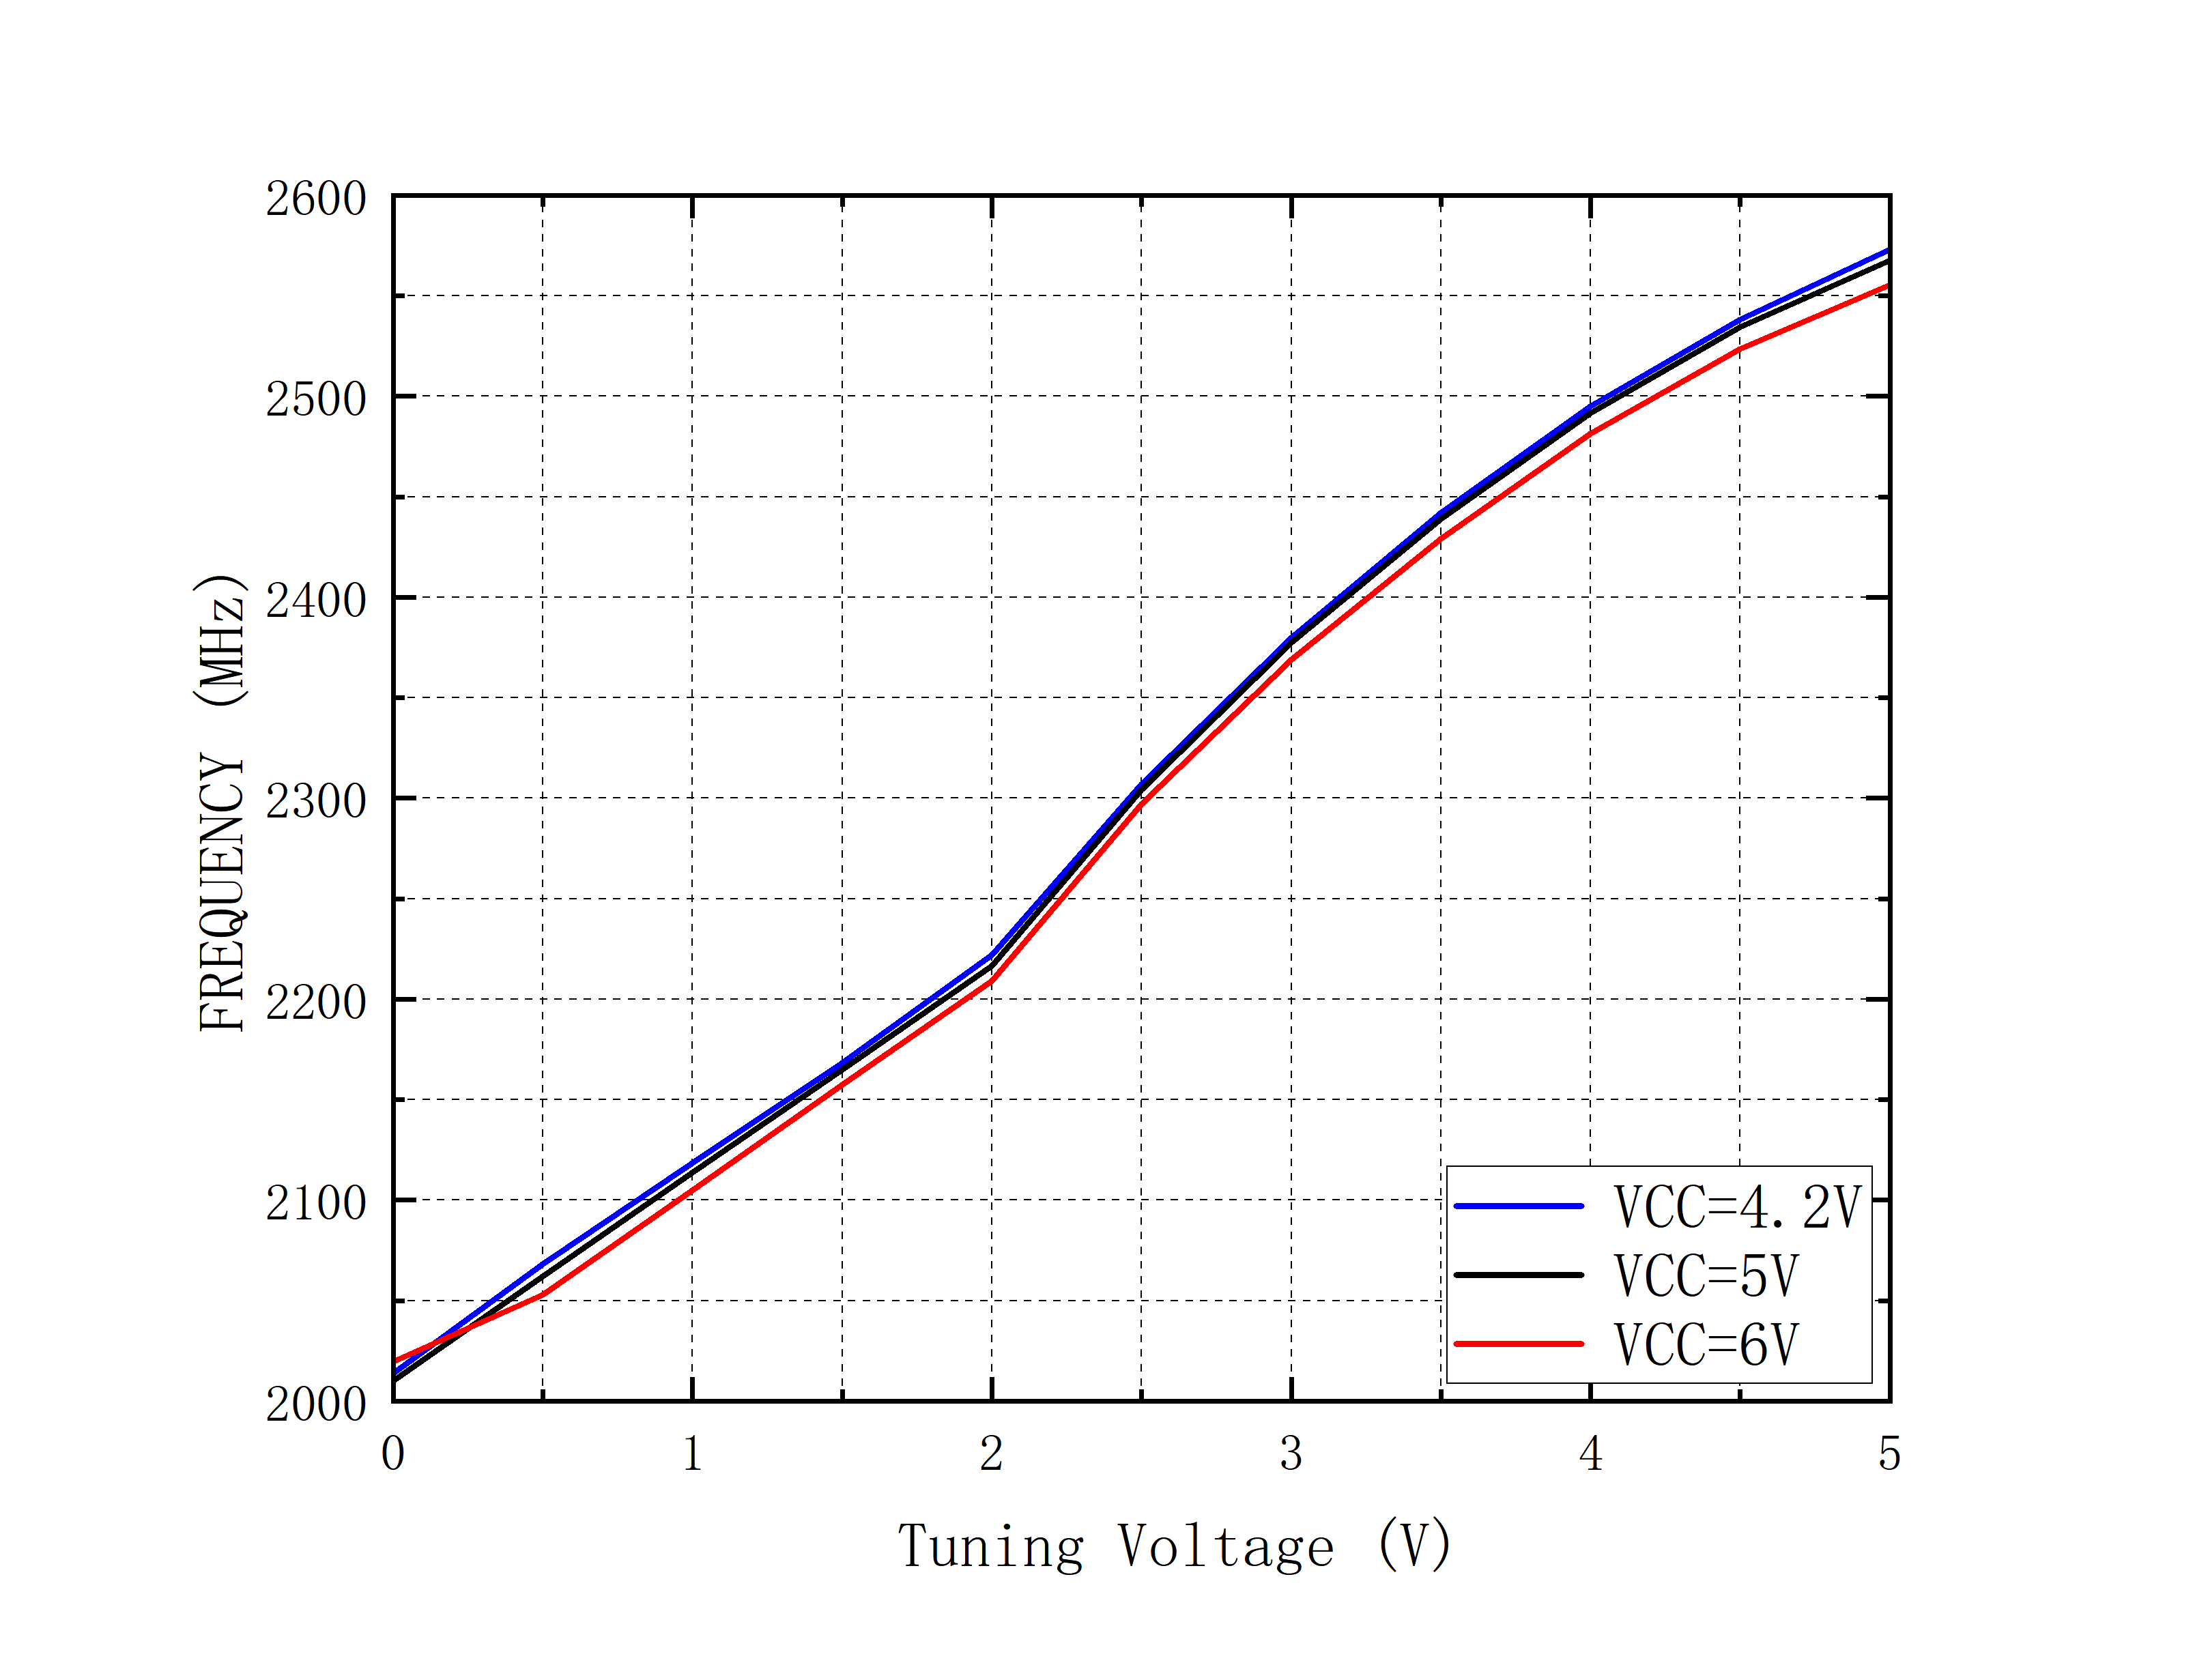 2600
2500
2400
2300
2200
2100
2000
FREQUENCY (MHz)
0 1 2 3 4 5
Tuning Voltage (V)
VCC=4.2V
VCC=5V
VCC=6V